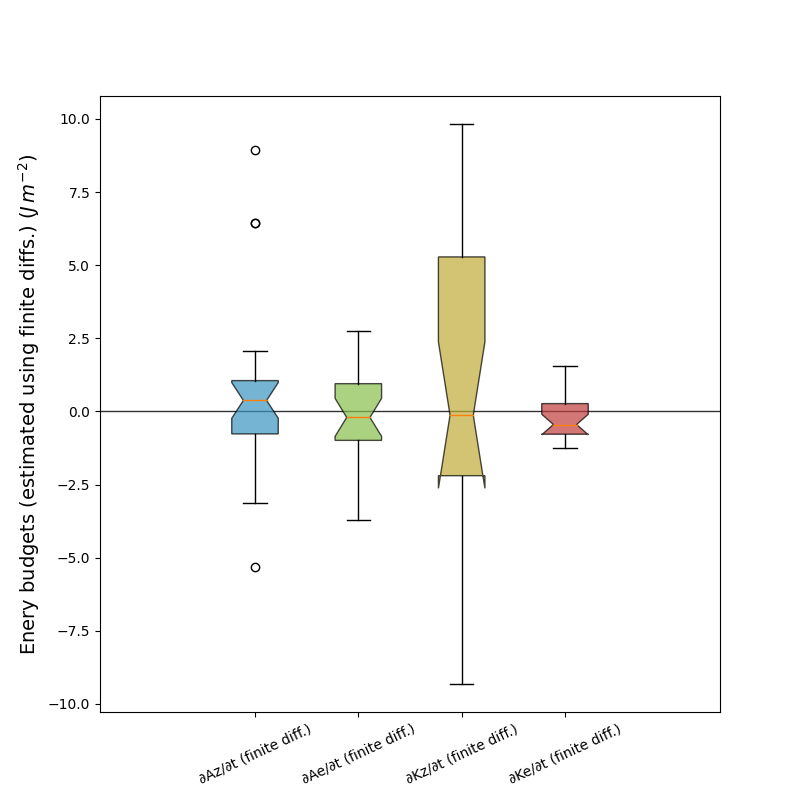 10.0
7.5
5.0
2.5
0.0
−2.5
−5.0
−7.5
−10.0
Enery budgets (estimated using finite diffs.) (J m⁻²)
∂Az/∂t (finite diff.)
∂Ae/∂t (finite diff.)
∂Kz/∂t (finite diff.)
∂Ke/∂t (finite diff.)